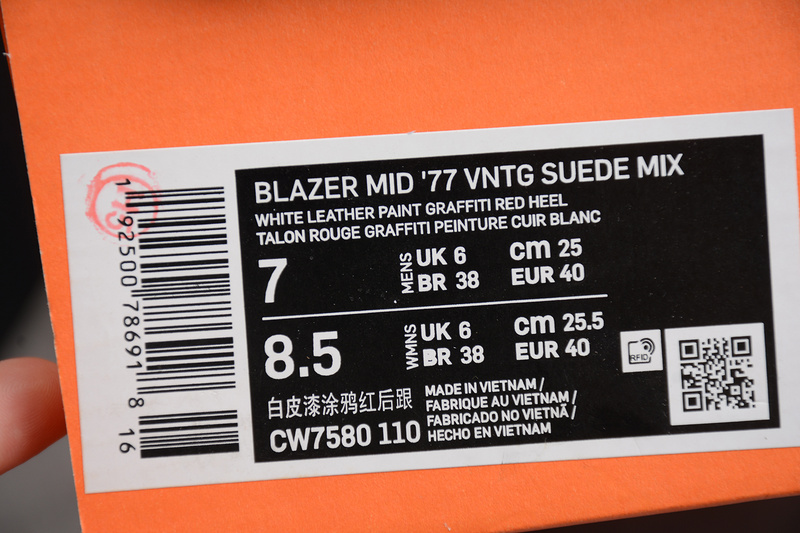 BLAZER MID '77 VNTG SUEDE MIX
WHITE LEATHER PAINT GRAFFITI RED HEEL
TALON ROUGE GRAFFITI PEINTURE CUIR BLANC
7 MENS UK 6 cm 25
BR 38 EUR 40
8.5 WMNS UK 6 cm 25.5
BR 38 EUR 40
RFID
白皮漆涂鸦红后跟
CW7580 110
MADE IN VIETNAM /
FABRIQUE AU VIETNAM /
FABRICADO NO VIETNÃ /
HECHO EN VIETNAM
1 92500 78691 8 16